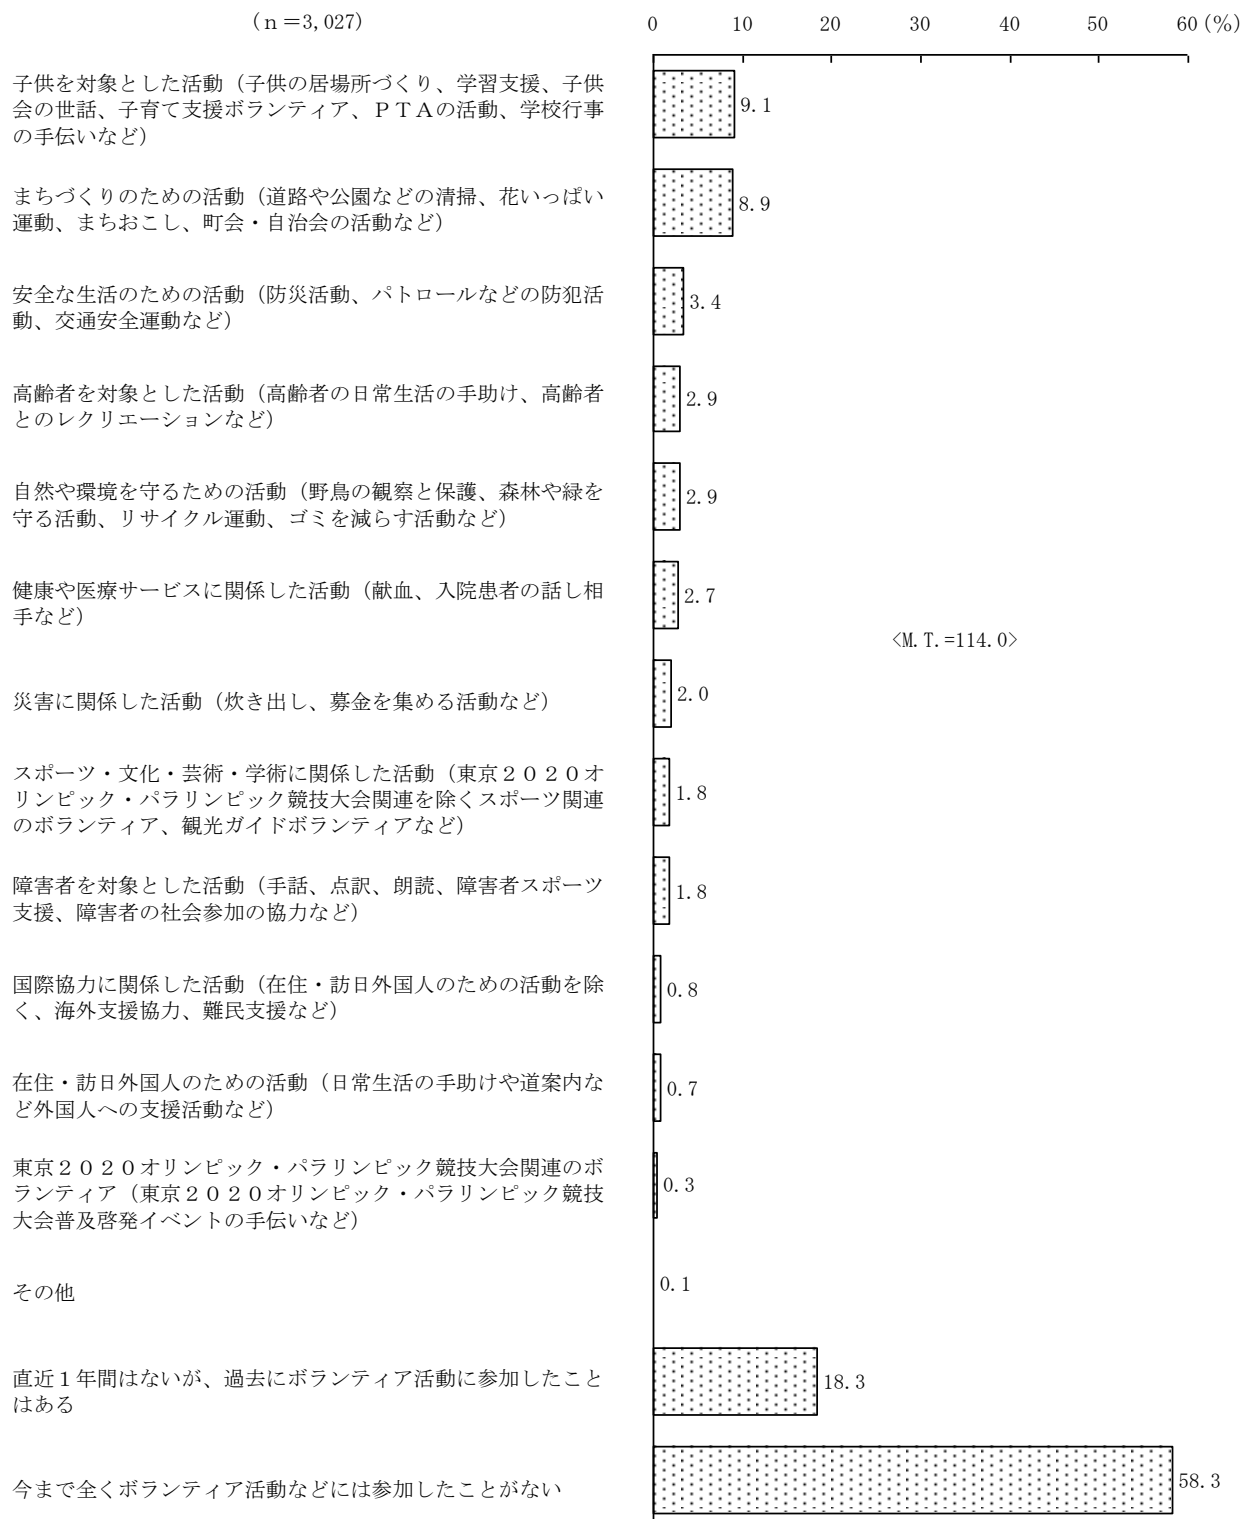 (ｎ＝3,027)
0 10 20 30 40 50 60 (%)
子供を対象とした活動（子供の居場所づくり、学習支援、子供
会の世話、子育て支援ボランティア、ＰＴＡの活動、学校行事
の手伝いなど）
9.1
まちづくりのための活動（道路や公園などの清掃、花いっぱい
運動、まちおこし、町会・自治会の活動など）
8.9
安全な生活のための活動（防災活動、パトロールなどの防犯活
動、交通安全運動など）
3.4
高齢者を対象とした活動（高齢者の日常生活の手助け、高齢者
とのレクリエーションなど）
2.9
自然や環境を守るための活動（野鳥の観察と保護、森林や緑を
守る活動、リサイクル運動、ゴミを減らす活動など）
2.9
健康や医療サービスに関係した活動（献血、入院患者の話し相
手など）
2.7
<M.T.=114.0>
災害に関係した活動（炊き出し、募金を集める活動など）
2.0
スポーツ・文化・芸術・学術に関係した活動（東京２０２０オ
リンピック・パラリンピック競技大会関連を除くスポーツ関連
のボランティア、観光ガイドボランティアなど）
1.8
障害者を対象とした活動（手話、点訳、朗読、障害者スポーツ
支援、障害者の社会参加の協力など）
1.8
国際協力に関係した活動（在住・訪日外国人のための活動を除
く、海外支援協力、難民支援など）
0.8
在住・訪日外国人のための活動（日常生活の手助けや道案内な
ど外国人への支援活動など）
0.7
東京２０２０オリンピック・パラリンピック競技大会関連のボ
ランティア（東京２０２０オリンピック・パラリンピック競技
大会普及啓発イベントの手伝いなど）
0.3
その他
0.1
直近１年間はないが、過去にボランティア活動に参加したこと
はある
18.3
今まで全くボランティア活動などには参加したことがない
58.3